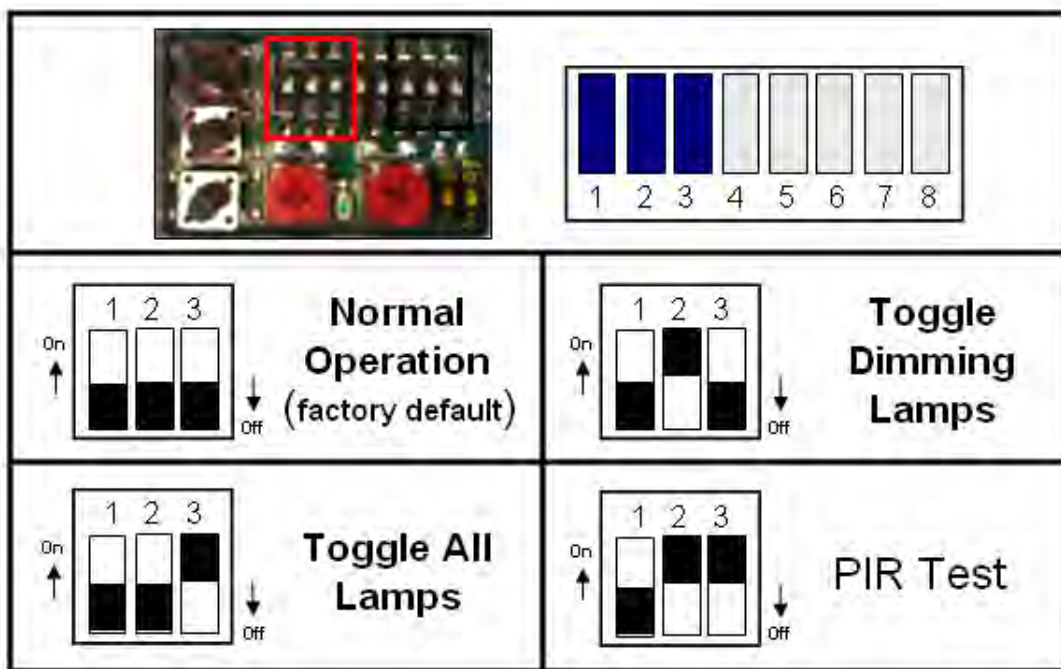 1 2 3 4 5 6 7 8
1 2 3
On
Off
Normal
Operation
(factory default)
1 2 3
On
Off
Toggle
Dimming
Lamps
1 2 3
On
Off
Toggle All
Lamps
1 2 3
On
Off
PIR Test